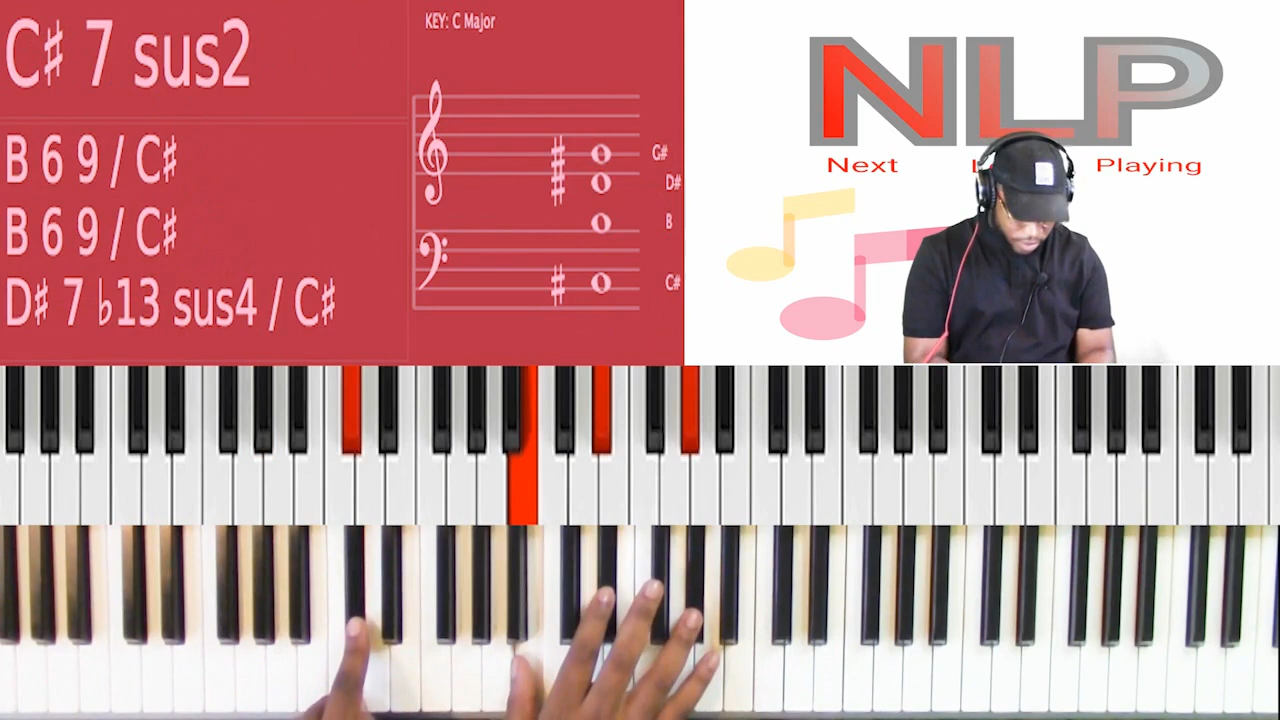 C♯ 7 sus2
B 6 9 / C♯
B 6 9 / C♯
D♯ 7 ♭13 sus4 / C♯
KEY: C Major
G#
D#
B
C#
NLP
Next L Playing